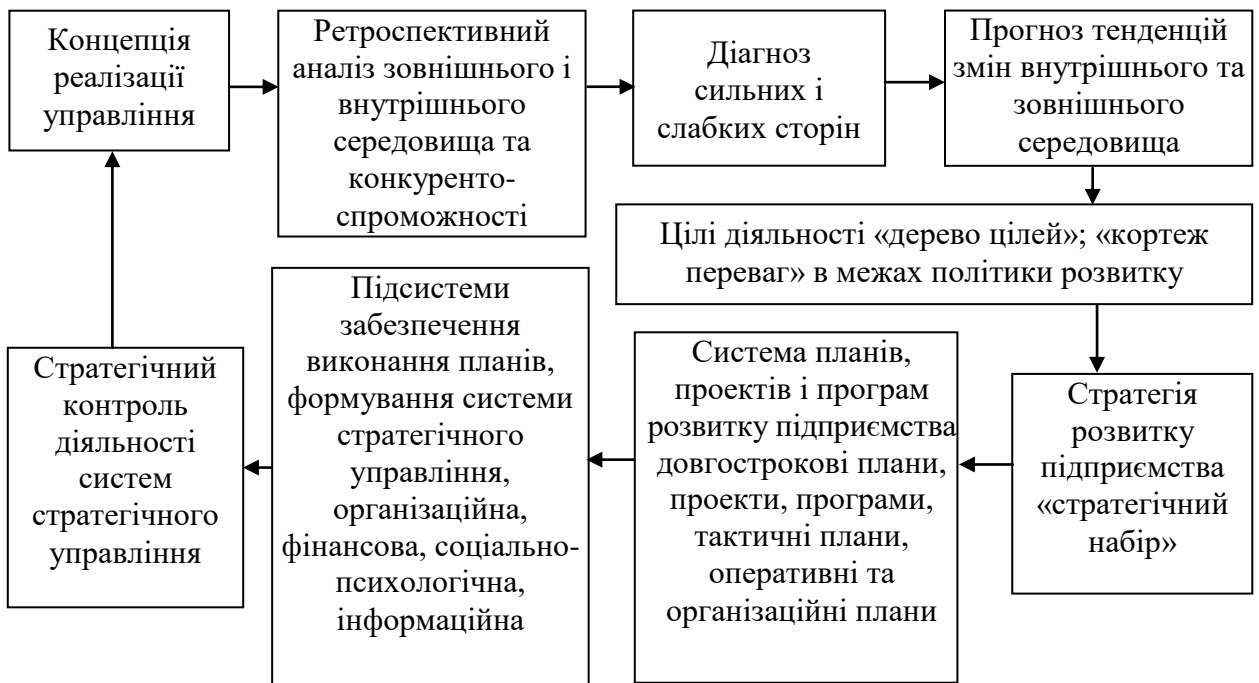 Концепція
реалізації
управління
Ретроспективний
аналіз зовнішнього і
внутрішнього
середовища та
конкуренто-
спроможності
Діагноз
сильних і
слабких сторін
Прогноз тенденцій
змін внутрішнього та
зовнішнього
середовища
Цілі діяльності «дерево цілей»; «кортеж
переваг» в межах політики розвитку
Стратегія
розвитку
підприємства
«стратегічний
набір»
Система планів,
проектів і програм
розвитку підприємства
довгострокові плани,
проекти, програми,
тактичні плани,
оперативні та
організаційні плани
Підсистеми
забезпечення
виконання планів,
формування системи
стратегічного
управління,
організаційна,
фінансова, соціально-
психологічна,
інформаційна
Стратегічний
контроль
діяльності
систем
стратегічного
управління